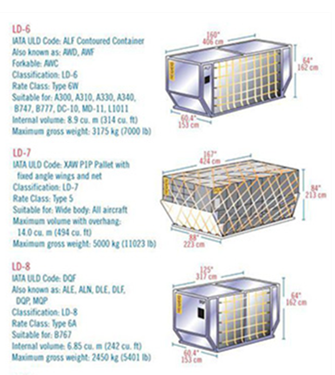 LD-6
IATA ULD Code: ALF Contoured Container
Also known as: AWD, AWF
Forkable: AWC
Classification: LD-6
Rate Class: Type 6W
Suitable for: A300, A310, A330, A340,
B747, B777, DC-10, MD-11, L1011
Internal volume: 8.9 cu. m (314 cu. ft)
Maximum gross weight: 3175 kg (7000 lb)
160"
406 cm
64"
162 cm
60.4"
153 cm
LD-7
IATA ULD Code: XAW P1P Pallet with
fixed angle wings and net
Classification: LD-7
Rate Class: Type 5
Suitable for: Wide body: All aircraft
Maximum volume with overhang:
14.0 cu. m (494 cu. ft)
Maximum gross weight: 5000 kg (11023 lb)
167"
424 cm
84"
213 cm
88"
223 cm
LD-8
IATA ULD Code: DQF
Also known as: ALE, ALN, DLE, DLF,
DQP, MQP
Classification: LD-8
Rate Class: Type 6A
Suitable for: B767
Internal volume: 6.85 cu. m (242 cu. ft)
Maximum gross weight: 2450 kg (5401 lb)
125"
317 cm
64"
162 cm
60.4"
153 cm